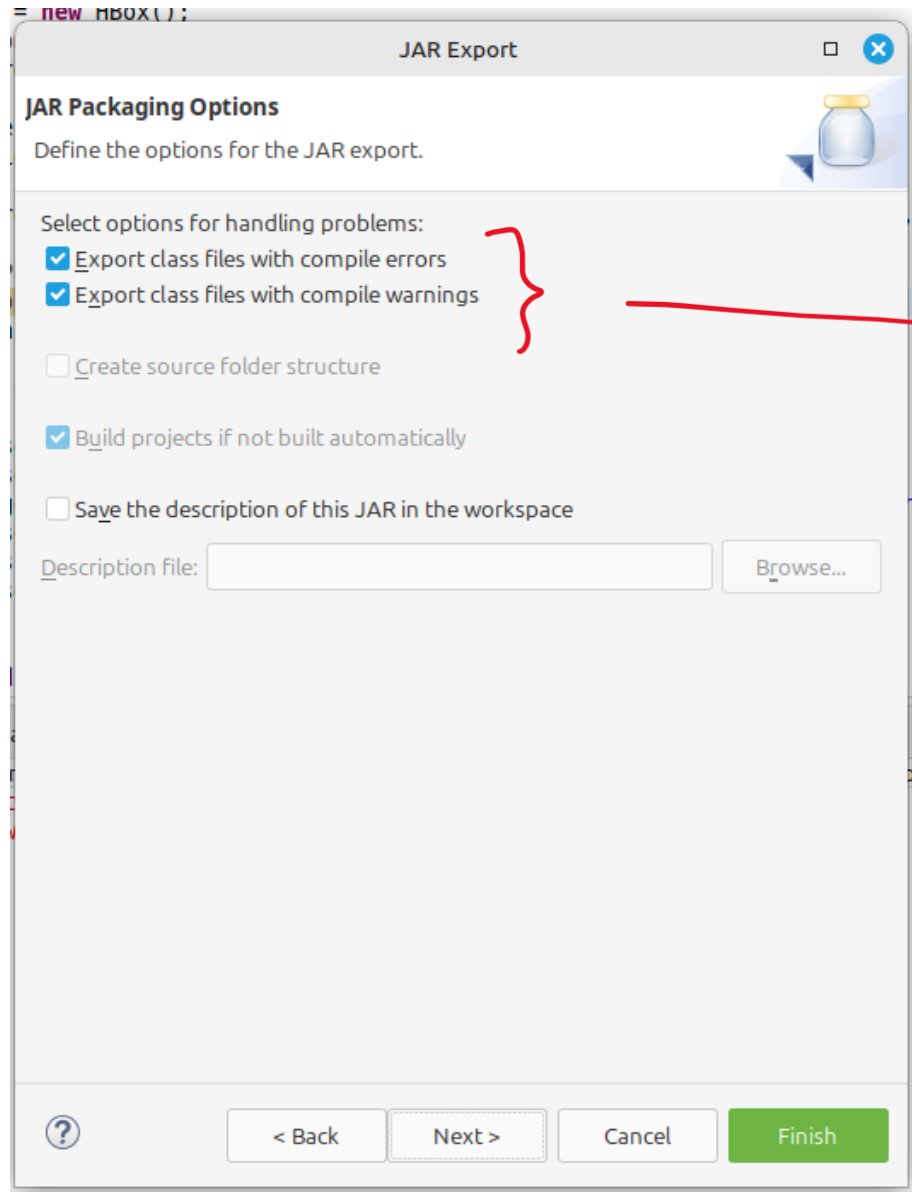 = new HBox();
JAR Export
JAR Packaging Options
Define the options for the JAR export.
Select options for handling problems:
Export class files with compile errors
Export class files with compile warnings
Create source folder structure
Build projects if not built automatically
Save the description of this JAR in the workspace
Description file:
Browse...
?
< Back
Next >
Cancel
Finish